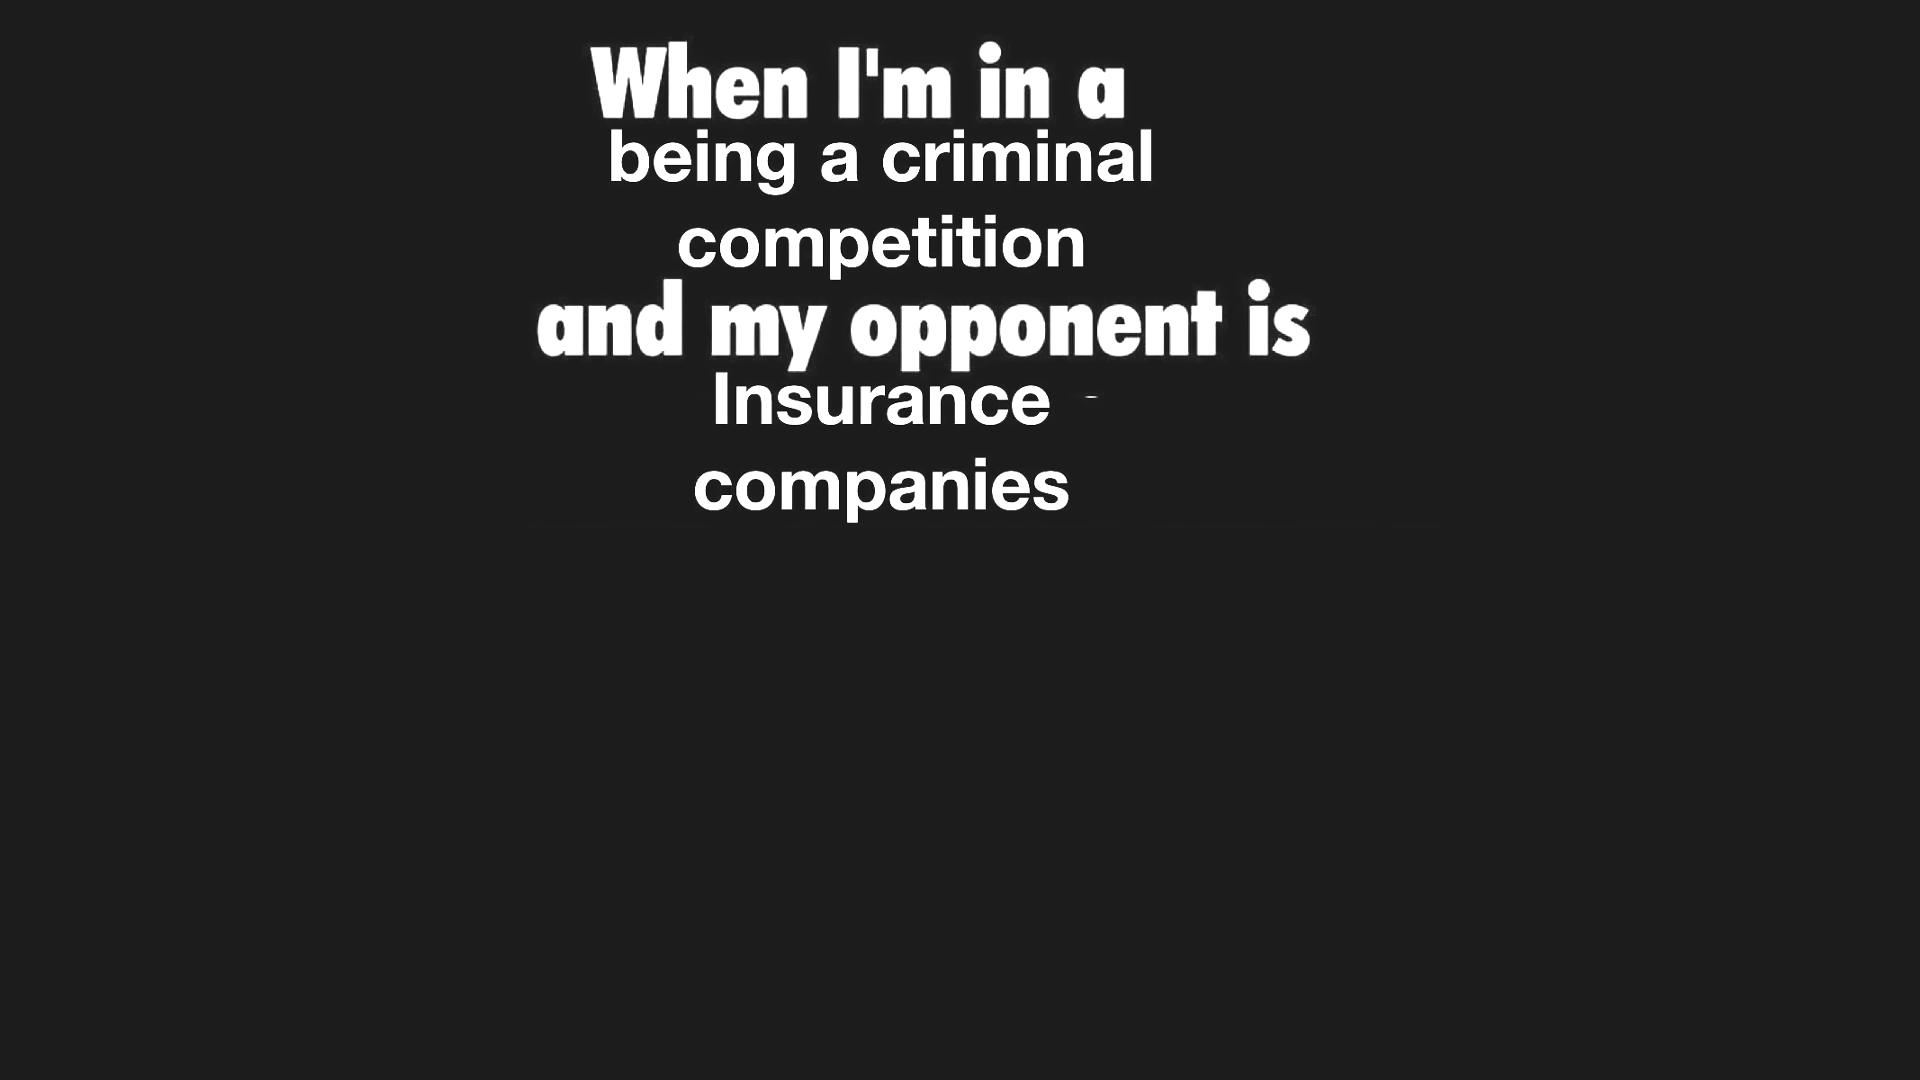 When I'm in a
being a criminal
competition
and my opponent is
Insurance
companies